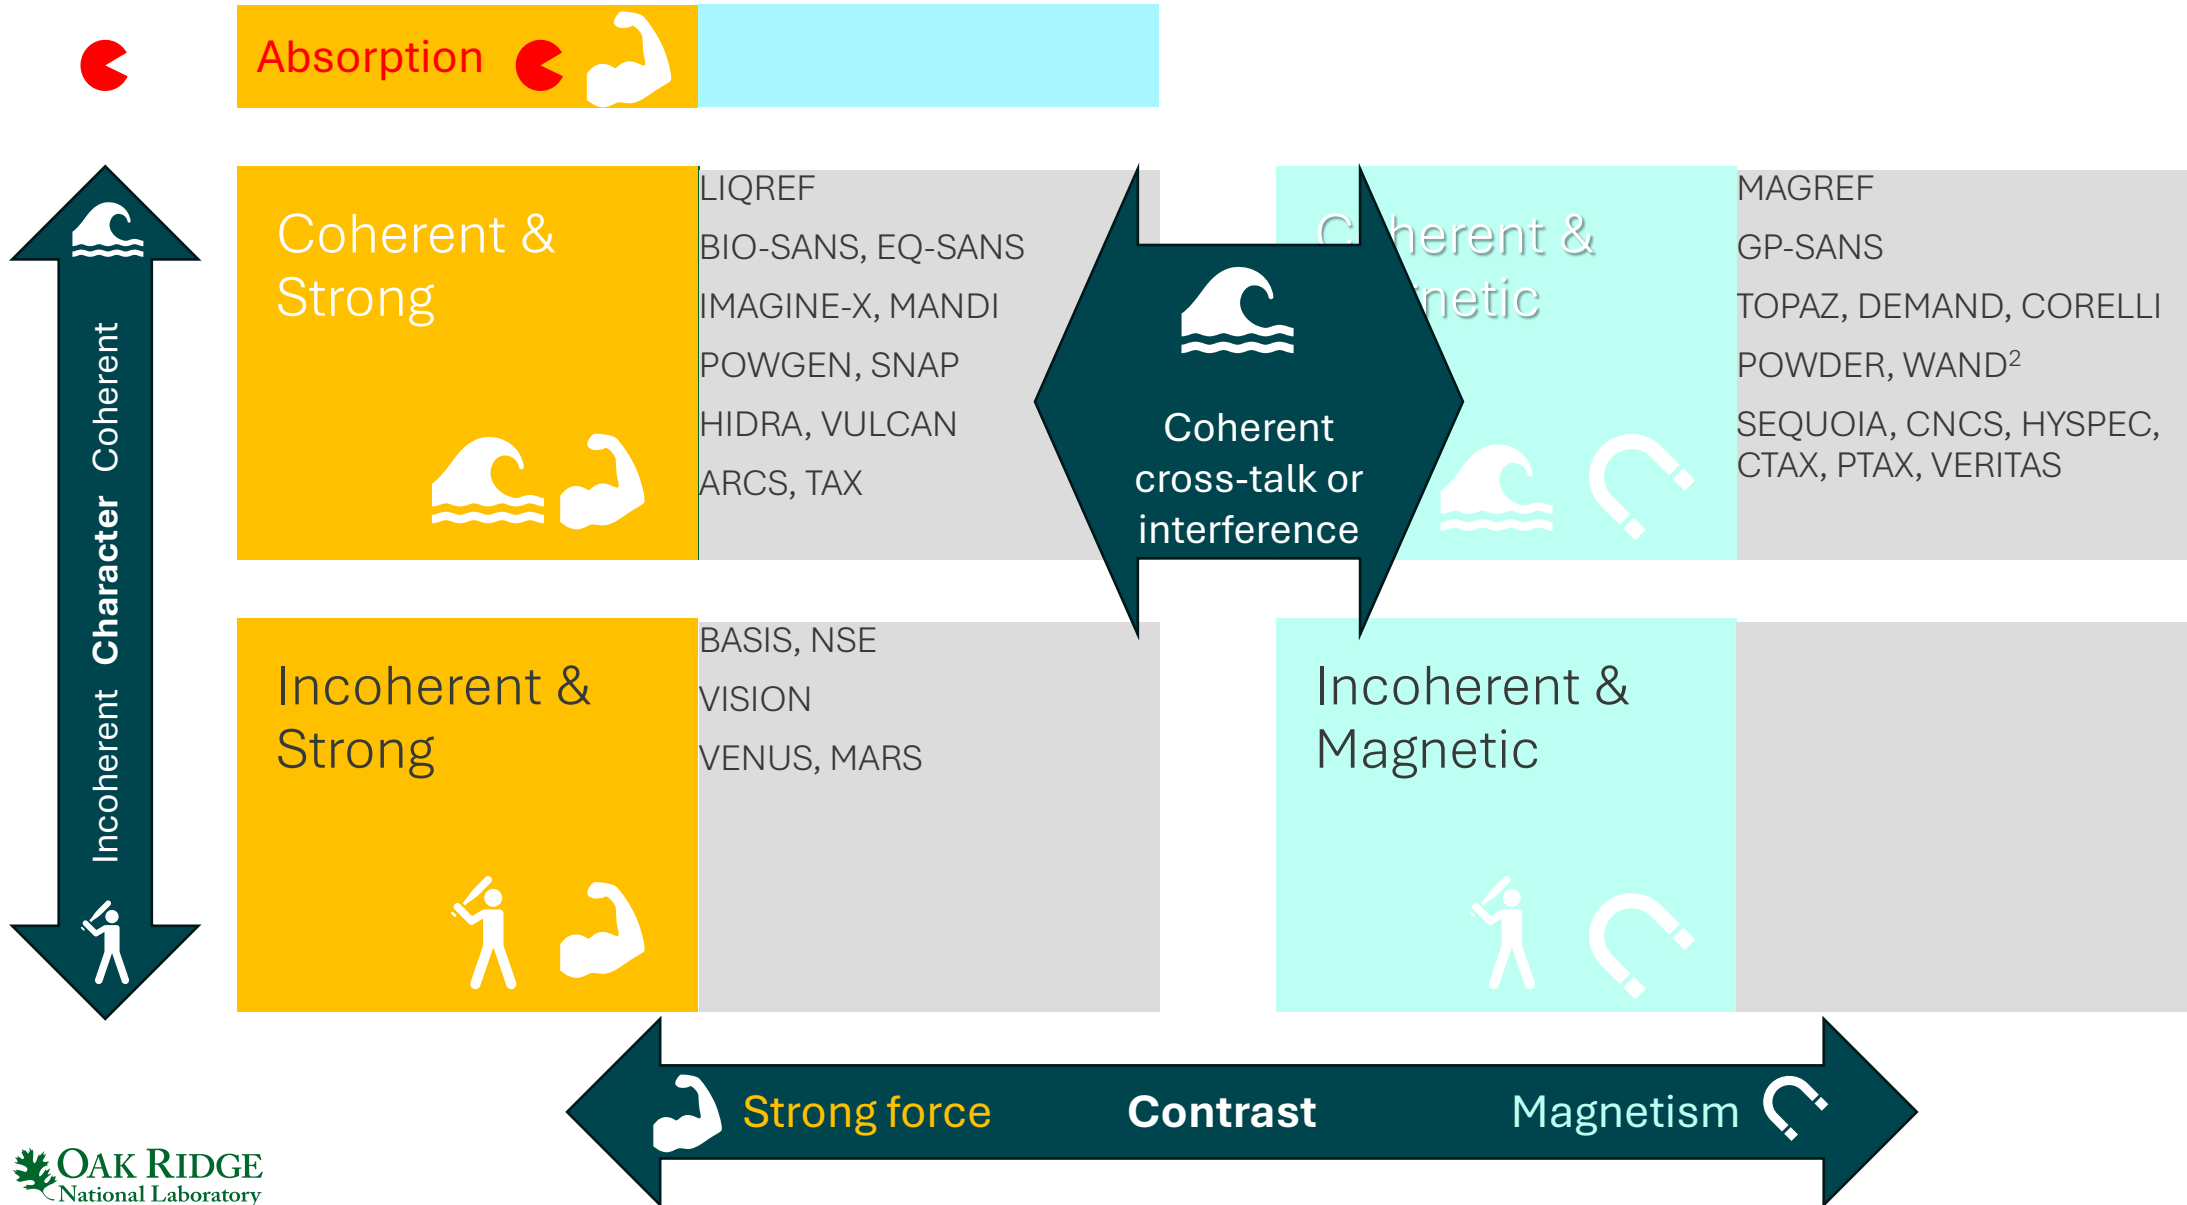 Absorption
Coherent &
Strong
LIQREF
BIO-SANS, EQ-SANS
IMAGINE-X, MANDI
POWGEN, SNAP
HIDRA, VULCAN
ARCS, TAX
Coherent
cross-talk or
interference
herent &
netic
MAGREF
GP-SANS
TOPAZ, DEMAND, CORELLI
POWDER, WAND²
SEQUOIA, CNCS, HYSPEC,
CTAX, PTAX, VERITAS
Incoherent Character Coherent
Incoherent &
Strong
BASIS, NSE
VISION
VENUS, MARS
Incoherent &
Magnetic
Strong force Contrast Magnetism
OAK RIDGE
National Laboratory